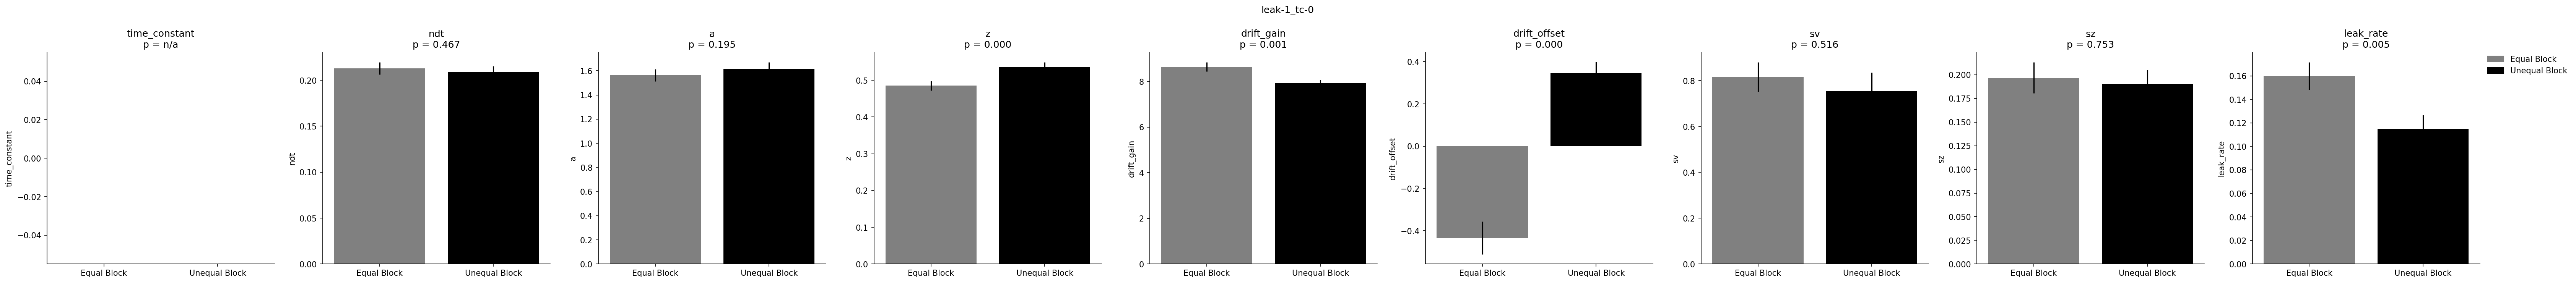 leak-1_tc-0
time_constant
p = n/a
time_constant
0.04
0.02
0.00
−0.02
−0.04
Equal Block
Unequal Block
ndt
p = 0.467
ndt
0.20
0.15
0.10
0.05
0.00
Equal Block
Unequal Block
a
p = 0.195
a
1.6
1.4
1.2
1.0
0.8
0.6
0.4
0.2
0.0
Equal Block
Unequal Block
z
p = 0.000
z
0.5
0.4
0.3
0.2
0.1
0.0
Equal Block
Unequal Block
drift_gain
p = 0.001
drift_gain
8
6
4
2
0
Equal Block
Unequal Block
drift_offset
p = 0.000
drift_offset
0.4
0.2
0.0
−0.2
−0.4
Equal Block
Unequal Block
sv
p = 0.516
sv
0.8
0.6
0.4
0.2
0.0
Equal Block
Unequal Block
sz
p = 0.753
sz
0.200
0.175
0.150
0.125
0.100
0.075
0.050
0.025
0.000
Equal Block
Unequal Block
leak_rate
p = 0.005
leak_rate
0.16
0.14
0.12
0.10
0.08
0.06
0.04
0.02
0.00
Equal Block
Unequal Block
Equal Block
Unequal Block